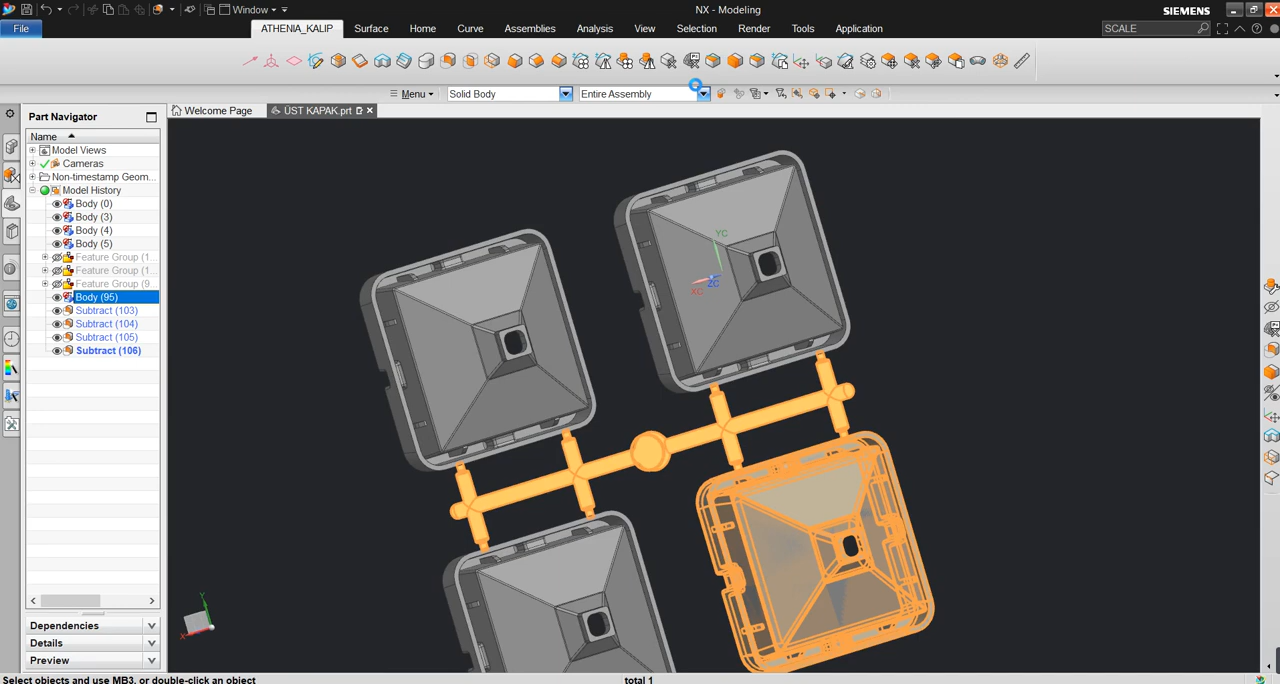 Window
NX - Modeling
SIEMENS
File
ATHENIA_KALIP
Surface
Home
Curve
Assemblies
Analysis
View
Selection
Render
Tools
Application
SCALE
Menu
Solid Body
Entire Assembly
Part Navigator
Welcome Page
ÜST KAPAK.prt
Name
Model Views
Cameras
Non-timestamp Geom...
Model History
Body (0)
Body (3)
Body (4)
Body (5)
Feature Group (1...
Feature Group (1...
Feature Group (9...
Body (95)
Subtract (103)
Subtract (104)
Subtract (105)
Subtract (106)
YC
XC
ZC
Y
X
Dependencies
Details
Preview
Select objects and use MB3, or double-click an object
total 1